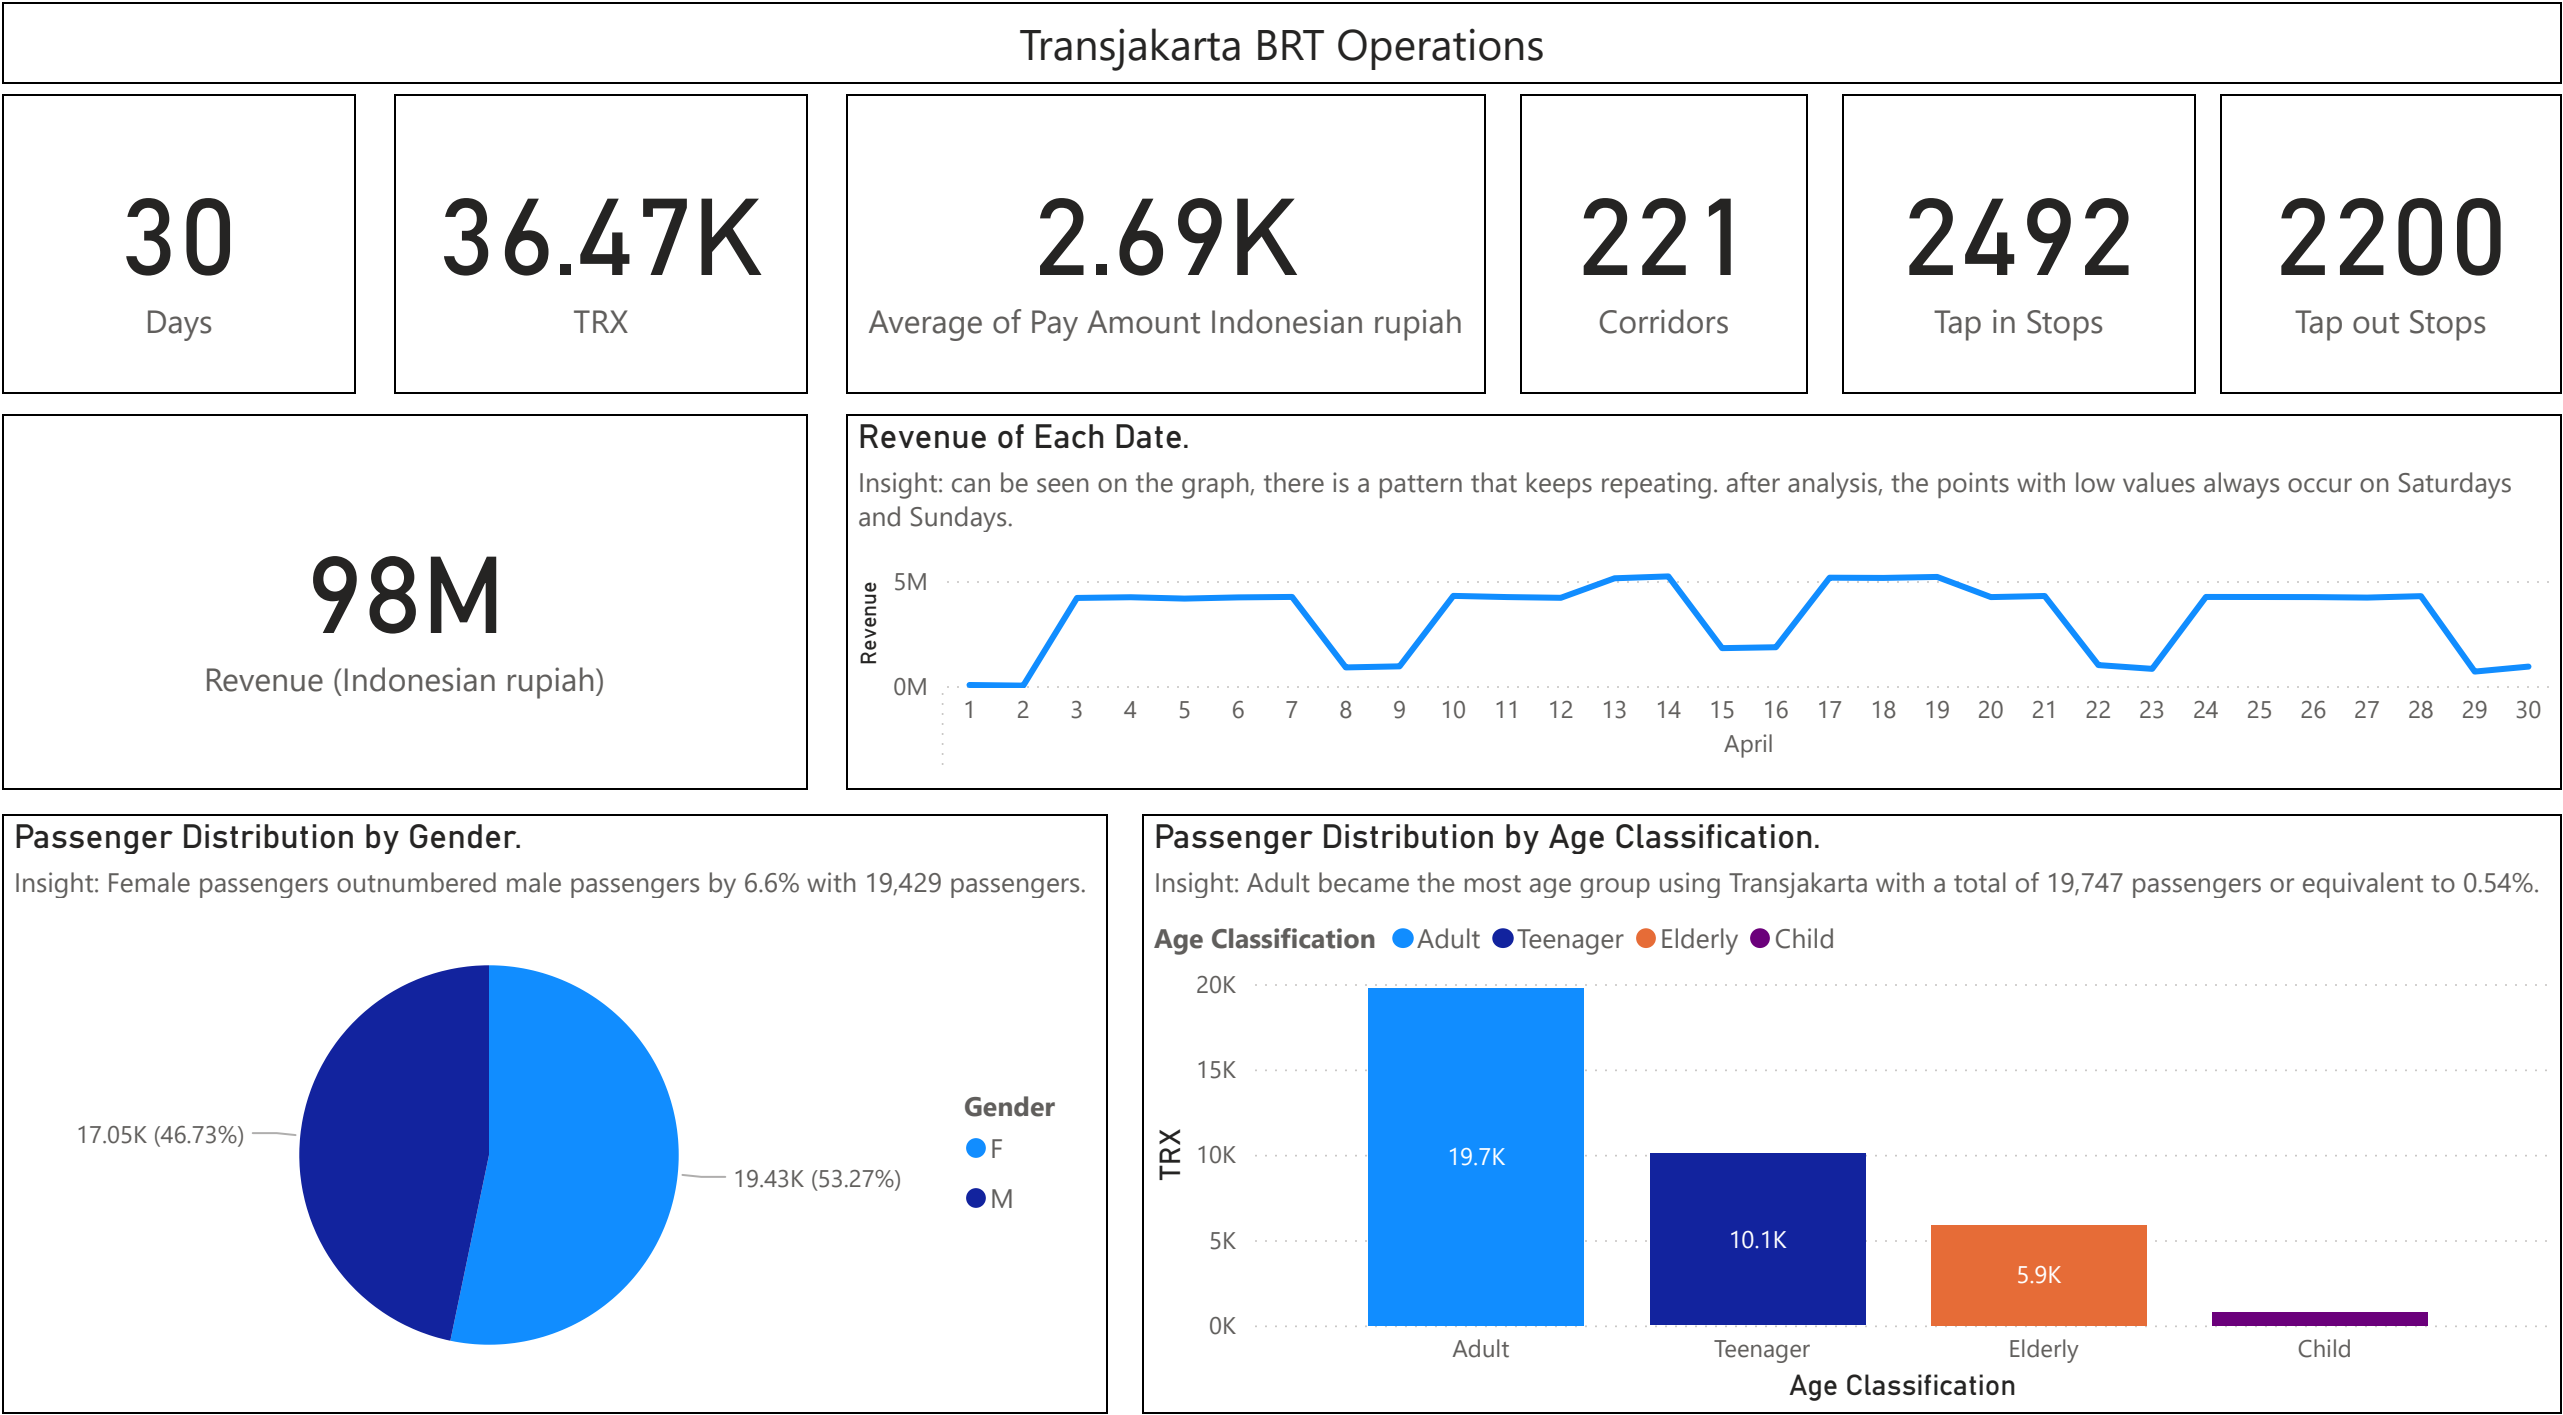 Transjakarta BRT Operations
30
Days
36.47K
TRX
2.69K
Average of Pay Amount Indonesian rupiah
221
Corridors
2492
Tap in Stops
2200
Tap out Stops
98M
Revenue (Indonesian rupiah)
Revenue of Each Date.
Insight: can be seen on the graph, there is a pattern that keeps repeating. after analysis, the points with low values always occur on Saturdays
and Sundays.
Revenue
5M
0M
1 2 3 4 5 6 7 8 9 10 11 12 13 14 15 16 17 18 19 20 21 22 23 24 25 26 27 28 29 30
April
Passenger Distribution by Gender.
Insight: Female passengers outnumbered male passengers by 6.6% with 19,429 passengers.
17.05K (46.73%)
19.43K (53.27%)
Gender
F
M
Passenger Distribution by Age Classification.
Insight: Adult became the most age group using Transjakarta with a total of 19,747 passengers or equivalent to 0.54%.
Age Classification Adult Teenager Elderly Child
TRX
20K
15K
10K
5K
0K
19.7K
10.1K
5.9K
Adult Teenager Elderly Child
Age Classification